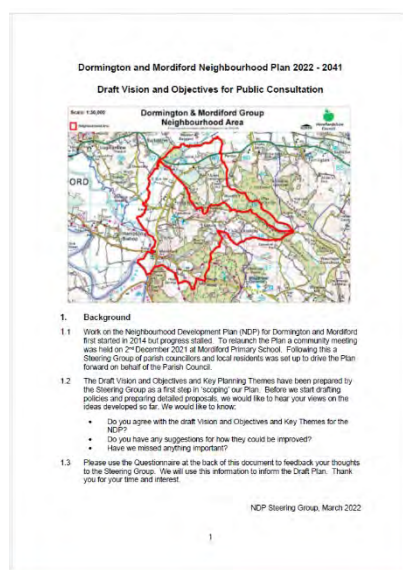 Dormington and Mordiford Neighbourhood Plan 2022 - 2041
Draft Vision and Objectives for Public Consultation
Scale: 1:36,000
Dormington & Mordiford Group
Neighbourhood Area
1. Background
1.1 Work on the Neighbourhood Development Plan (NDP) for Dormington and Mordiford
first started in 2014 but progress stalled. To relaunch the Plan a community meeting
was held on 2nd December 2021 at Mordiford Primary School. Following this a
Steering Group of parish councillors and local residents was set up to drive the Plan
forward on behalf of the Parish Council.
1.2 The Draft Vision and Objectives and Key Planning Themes have been prepared by
the Steering Group as a first step in 'scoping' our Plan. Before we start drafting
policies and preparing detailed proposals, we would like to hear your views on the
ideas developed so far. We would like to know:
• Do you agree with the draft Vision and Objectives and Key Themes for the
NDP?
• Do you have any suggestions for how they could be improved?
• Have we missed anything important?
1.3 Please use the Questionnaire at the back of this document to feedback your thoughts
to the Steering Group. We will use this information to inform the Draft Plan. Thank
you for your time and interest.
NDP Steering Group, March 2022
1